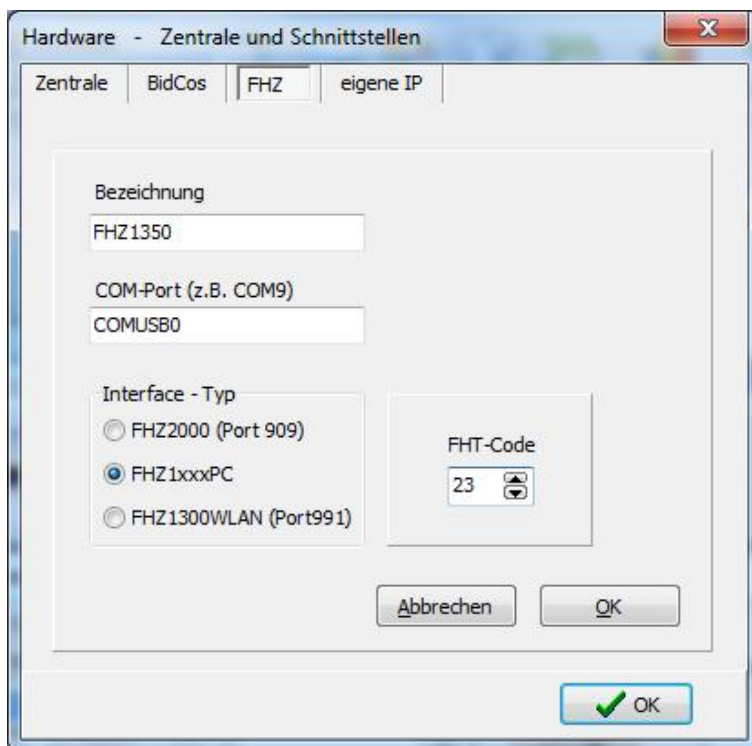 Hardware - Zentrale und Schnittstellen
Zentrale BidCos FHZ eigene IP
Bezeichnung
FHZ1350
COM-Port (z.B. COM9)
COMUSB0
Interface - Typ
FHZ2000 (Port 909)
FHZ1xxxPC
FHZ1300WLAN (Port991)
FHT-Code
23
Abbrechen OK
OK